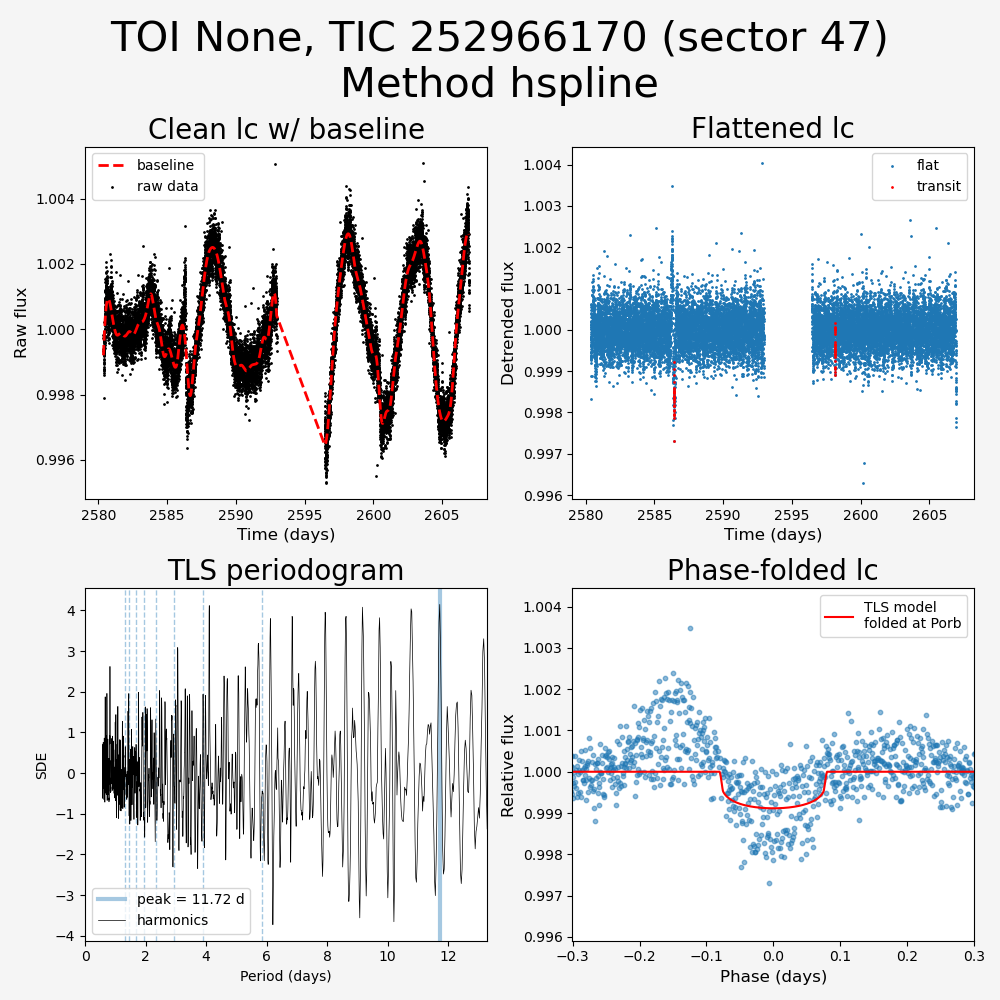 TOI None, TIC 252966170 (sector 47)
Method hspline
Clean lc w/ baseline
baseline
raw data
1.004
1.002
1.000
0.998
0.996
Raw flux
2580
2585
2590
2595
2600
2605
Time (days)
Flattened lc
flat
transit
1.004
1.003
1.002
1.001
1.000
0.999
0.998
0.997
0.996
Detrended flux
2580
2585
2590
2595
2600
2605
Time (days)
TLS periodogram
4
3
2
1
0
−1
−2
−3
−4
SDE
peak = 11.72 d
harmonics
0
2
4
6
8
10
12
Period (days)
Phase-folded lc
TLS model
folded at Porb
1.004
1.003
1.002
1.001
1.000
0.999
0.998
0.997
0.996
Relative flux
−0.3
−0.2
−0.1
0.0
0.1
0.2
0.3
Phase (days)